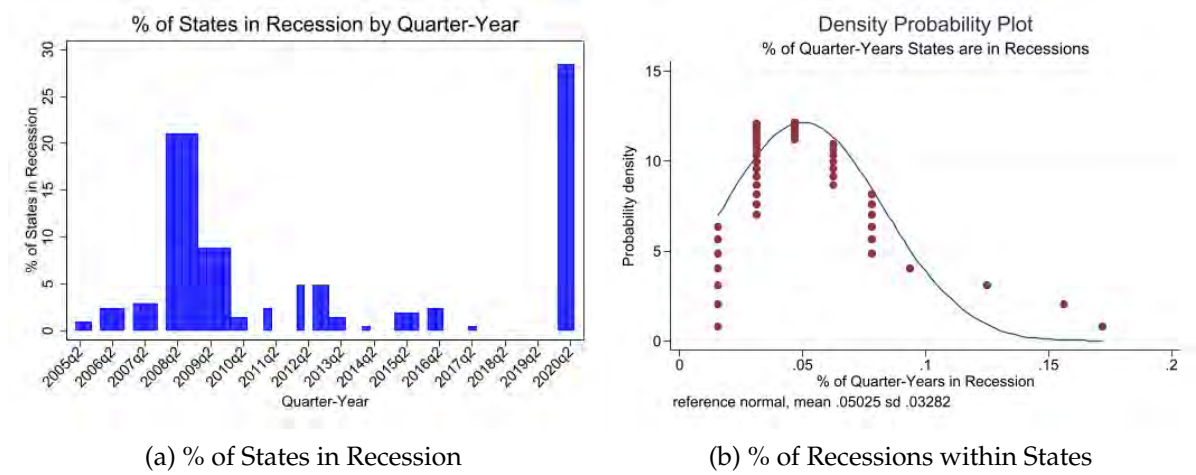 % of States in Recession by Quarter-Year
% of States in Recession
30
25
20
15
10
5
0
2005q2
2006q2
2007q2
2008q2
2009q2
2010q2
2011q2
2012q2
2013q2
2014q2
2015q2
2016q2
2017q2
2018q2
2019q2
2020q2
Quarter-Year
(a) % of States in Recession
Density Probability Plot
% of Quarter-Years States are in Recessions
Probability density
15
10
5
0
0
.05
.1
.15
.2
% of Quarter-Years in Recession
reference normal, mean .05025 sd .03282
(b) % of Recessions within States